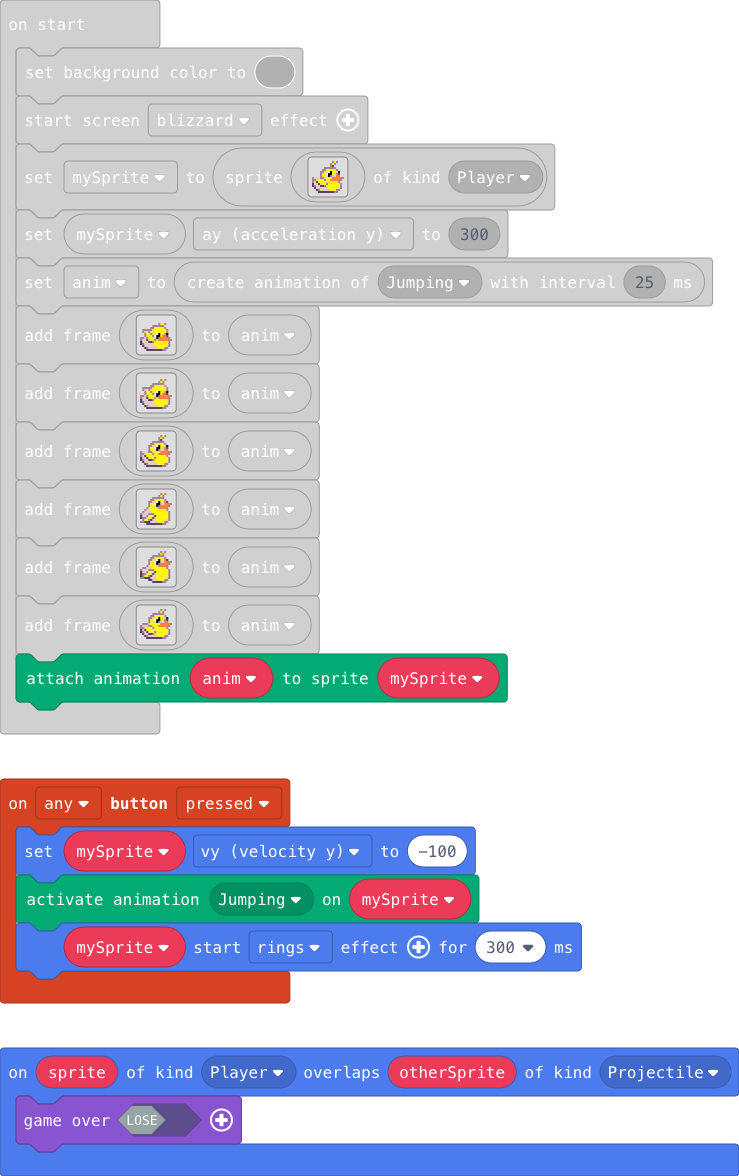 on start
set background color to
start screen blizzard effect
set mySprite to sprite of kind Player
set mySprite ay (acceleration y) to 300
set anim to create animation of Jumping with interval 25 ms
add frame to anim
add frame to anim
add frame to anim
add frame to anim
add frame to anim
add frame to anim
attach animation anim to sprite mySprite
on any button pressed
set mySprite vy (velocity y) to -100
activate animation Jumping on mySprite
mySprite start rings effect for 300 ms
on sprite of kind Player overlaps otherSprite of kind Projectile
game over LOSE